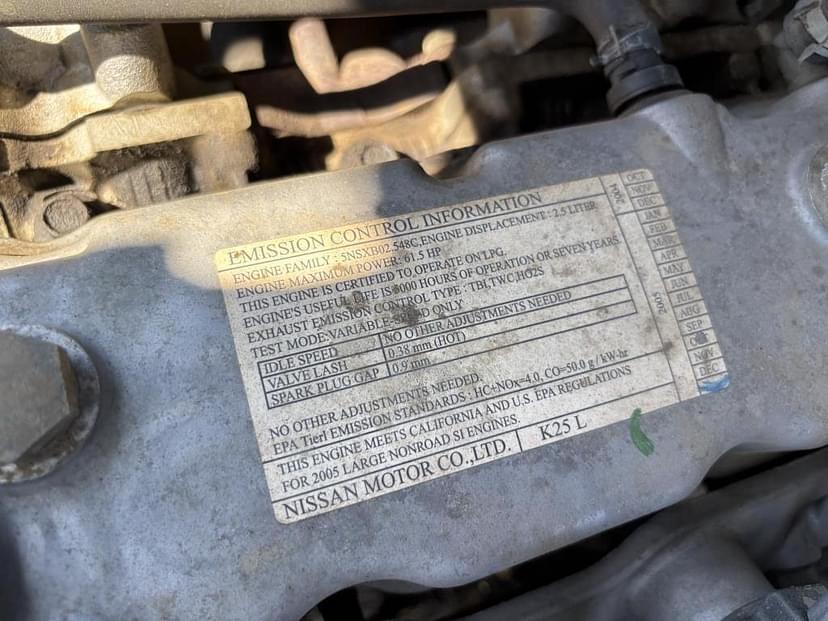 EMISSION CONTROL INFORMATION
ENGINE FAMILY : 5NSXB02.548C, ENGINE DISPLACEMENT : 2.5 LITER
ENGINE MAXIMUM POWER: 61.5 HP
THIS ENGINE IS CERTIFIED TO OPERATE ON LPG.
ENGINE'S USEFUL LIFE IS 5000 HOURS OF OPERATION OR SEVEN YEARS.
EXHAUST EMISSION CONTROL TYPE : TBI,TWC,HO2S
TEST MODE:VARIABLE-SPEED ONLY
IDLE SPEED NO OTHER ADJUSTMENTS NEEDED
VALVE LASH 0.38 mm (HOT)
SPARK PLUG GAP 0.9 mm
NO OTHER ADJUSTMENTS NEEDED.
EPA Tier1 EMISSION STANDARDS : HC+NOx=4.0, CO=50.0 g / kW-hr
THIS ENGINE MEETS CALIFORNIA AND U.S. EPA REGULATIONS
FOR 2005 LARGE NONROAD SI ENGINES.
NISSAN MOTOR CO.,LTD. K25 L
2004
OCT
NOV
DEC
2005
JAN
FEB
MAR
APR
MAY
JUN
JUL
AUG
SEP
NOV
DEC